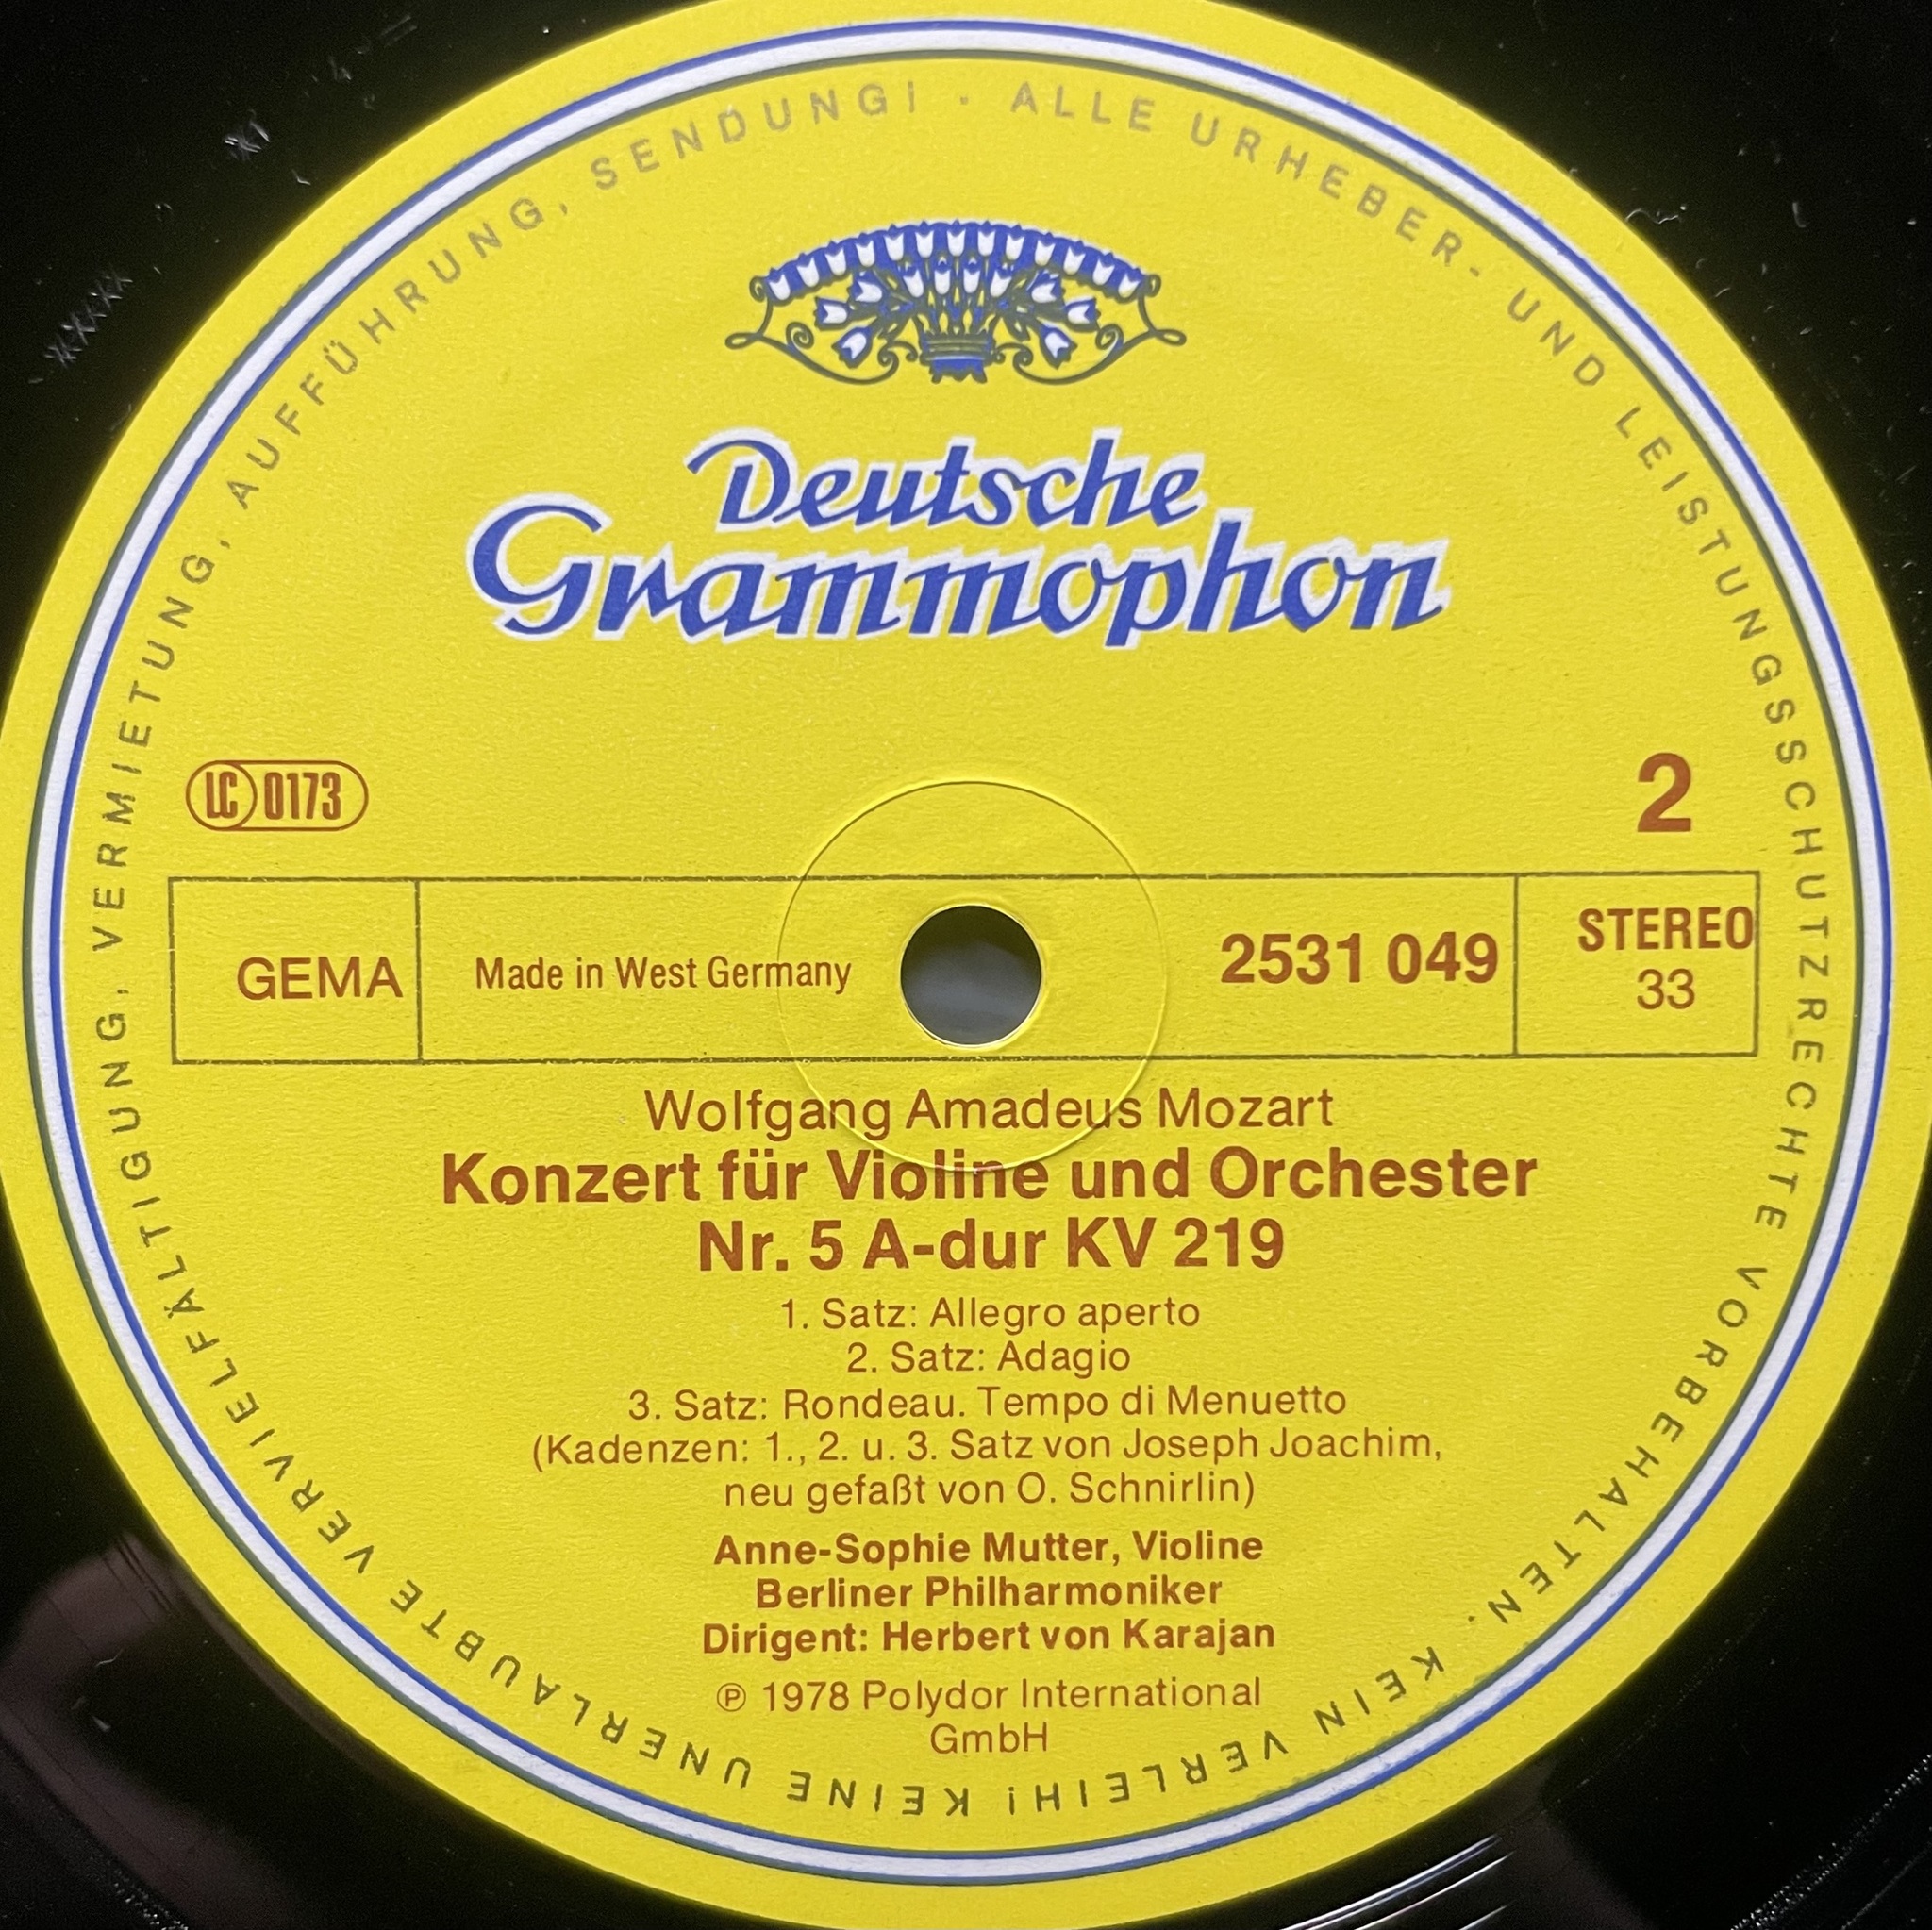 ALLE URHEBER- UND LEISTUNGSSCHUTZRECHTE VORBEHALTEN. KEIN VERLEIH! KEINE UNERLAUBTE VERVIELFÄLTIGUNG, VERMIETUNG, AUFFÜHRUNG, SENDUNG! ·
Deutsche
Grammophon
LC 0173
2
GEMA
Made in West Germany
2531 049
STEREO
33
Wolfgang Amadeus Mozart
Konzert für Violine und Orchester
Nr. 5 A-dur KV 219
1. Satz: Allegro aperto
2. Satz: Adagio
3. Satz: Rondeau. Tempo di Menuetto
(Kadenzen: 1., 2. u. 3. Satz von Joseph Joachim,
neu gefaßt von O. Schnirlin)
Anne-Sophie Mutter, Violine
Berliner Philharmoniker
Dirigent: Herbert von Karajan
℗ 1978 Polydor International
GmbH